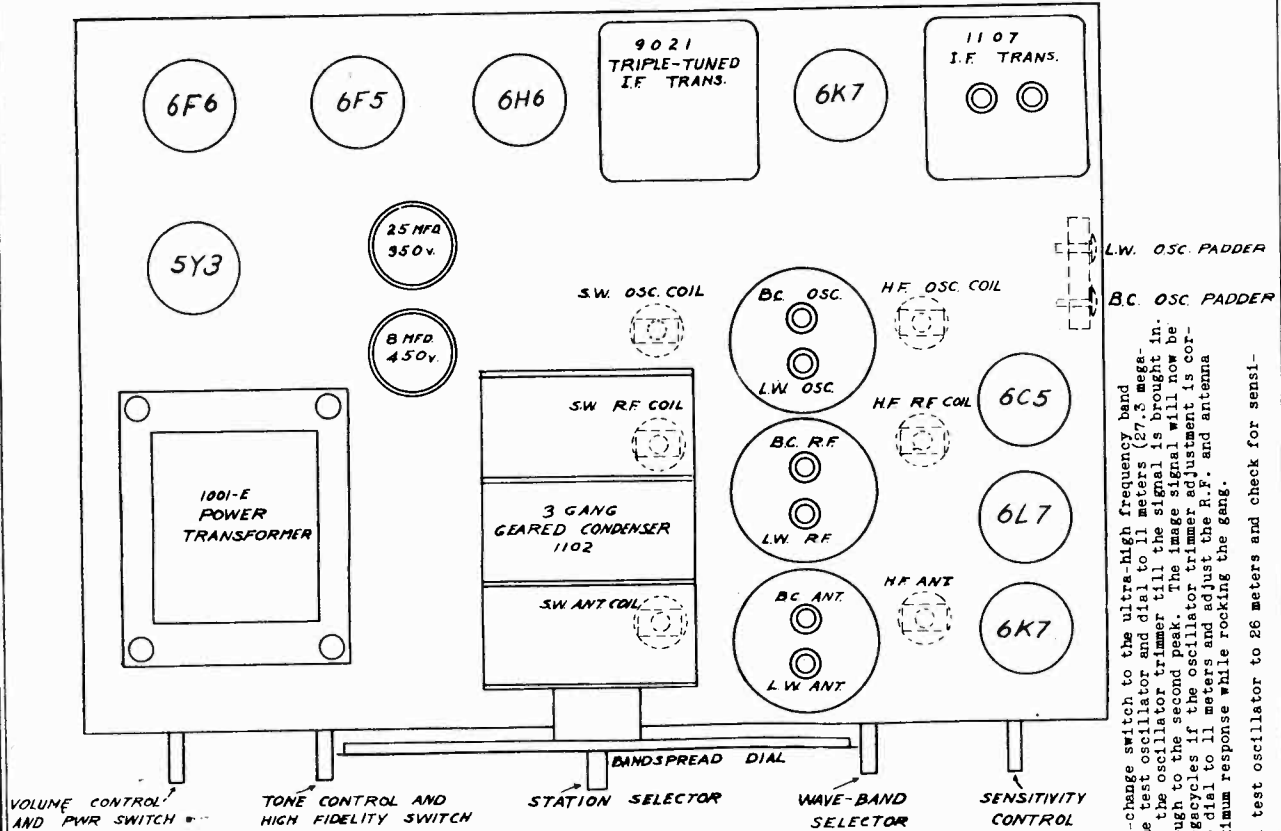 9021
TRIPLE-TUNED
I.F. TRANS.
1107
I.F. TRANS.
6F6
6F5
6H6
6K7
5Y3
25 MFD.
350 V.
8 MFD.
450 V.
S.W. OSC. COIL
B.C. OSC.
L.W. OSC.
H.F. OSC. COIL
L.W. OSC. PADDER
B.C. OSC. PADDER
S.W. R.F. COIL
B.C. R.F.
L.W. R.F.
H.F. RF COIL
6C5
6L7
6K7
1001-E
POWER
TRANSFORMER
3 GANG
GEARED CONDENSER
1102
S.W. ANT. COIL
B.C. ANT.
L.W. ANT.
H.F. ANT
BANDSPREAD DIAL
VOLUME CONTROL
AND PWR SWITCH
TONE CONTROL AND
HIGH FIDELITY SWITCH
STATION SELECTOR
WAVE-BAND
SELECTOR
SENSITIVITY
CONTROL
-change switch to the ultra-high frequency band
e test oscillator and dial to 11 meters (27.3 mega-
the oscillator trimmer till the signal is brought in.
ugh to the second peak. The image signal will now be
gacycles if the oscillator trimmer adjustment is cor-
dial to 11 meters and adjust the R.F. and antenna
imum response while rocking the gang.
test oscillator to 26 meters and check for sensi-